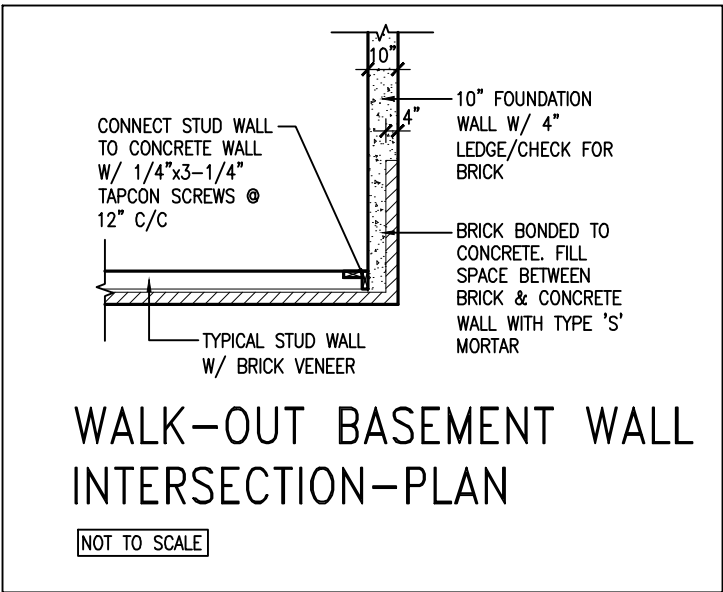 10"
4"
10" FOUNDATION
WALL W/ 4"
LEDGE/CHECK FOR
BRICK
CONNECT STUD WALL
TO CONCRETE WALL
W/ 1/4"x3-1/4"
TAPCON SCREWS @
12" C/C
BRICK BONDED TO
CONCRETE. FILL
SPACE BETWEEN
BRICK & CONCRETE
WALL WITH TYPE 'S'
MORTAR
TYPICAL STUD WALL
W/ BRICK VENEER
WALK-OUT BASEMENT WALL
INTERSECTION-PLAN
NOT TO SCALE